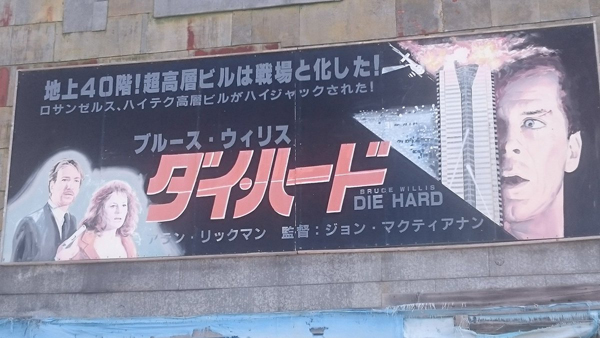 地上40階!超高層ビルは戦場と化した!
ロサンゼルス、ハイテク高層ビルがハイジャックされた!
ブルース・ウィリス
ダイ・ハード
BRUCE WILLIS
DIE HARD
アラン・リックマン 監督:ジョン・マクティアナン